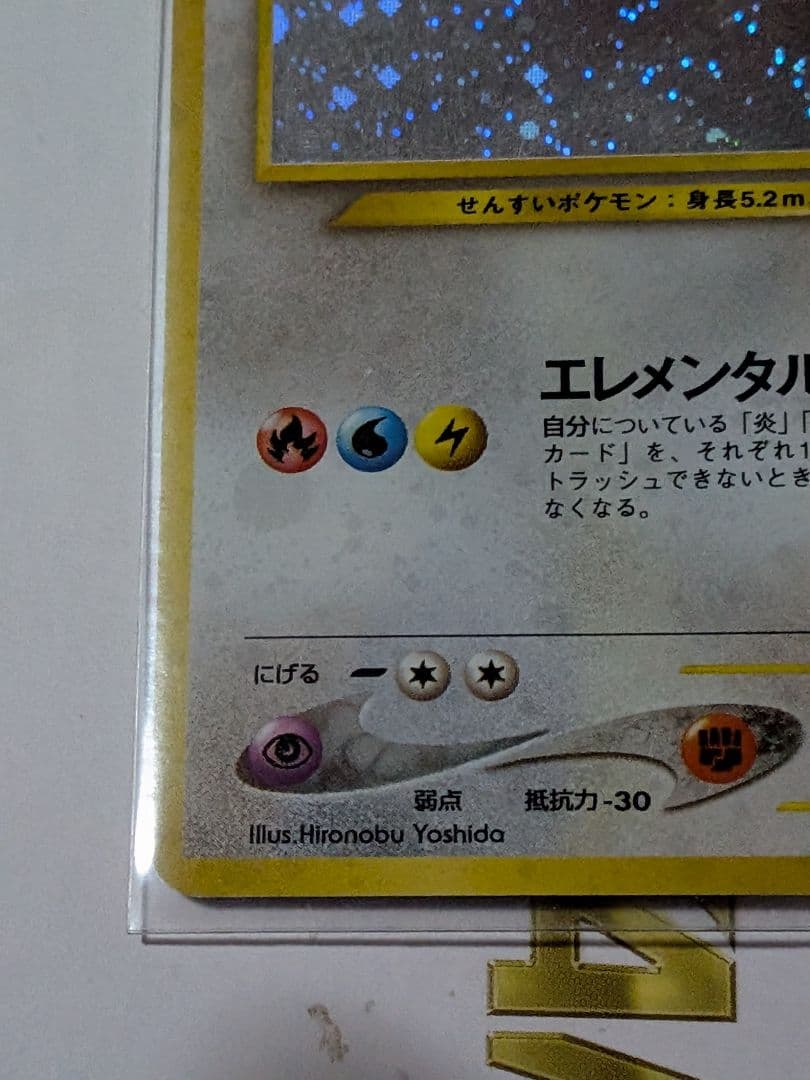 せんすいポケモン：身長5.2m
エレメンタル
自分についている「炎」「
カード」を、それぞれ1
トラッシュできないとき
なくなる。
にげる
弱点 抵抗力-30
Illus.Hironobu Yoshida